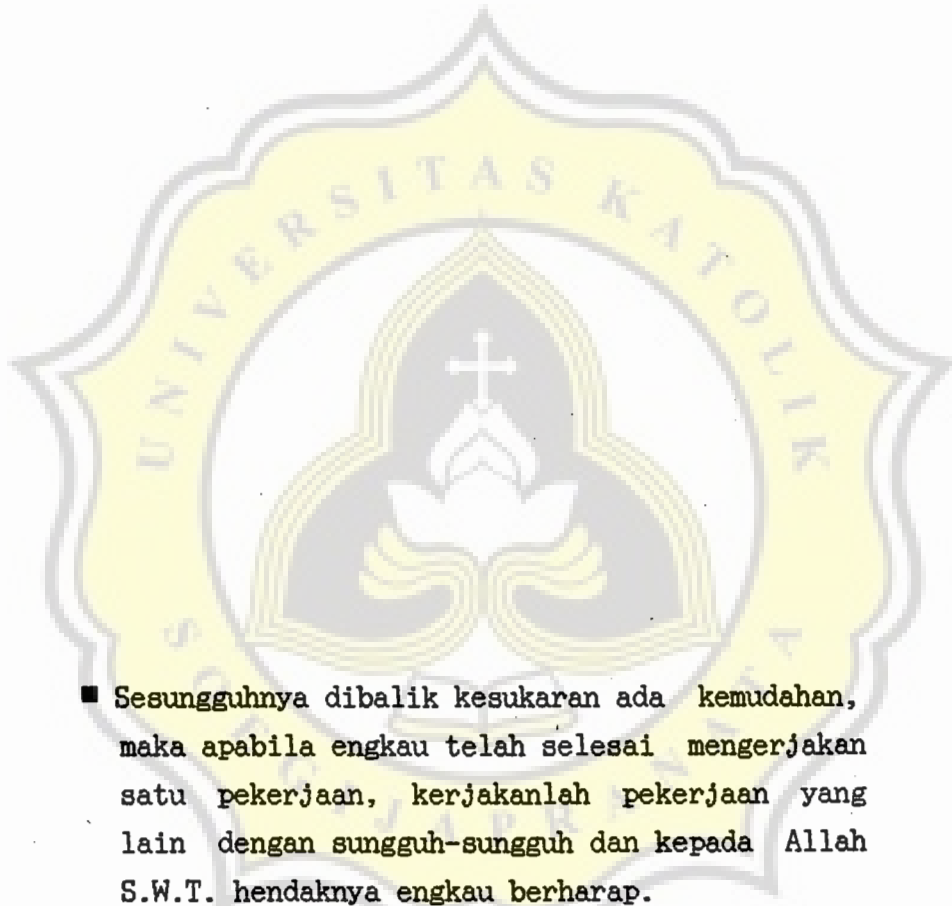 UNIVERSITAS KATOLIK
SOEGIJAPRANATA
■ Sesungguhnya dibalik kesukaran ada kemudahan,
maka apabila engkau telah selesai mengerjakan
satu pekerjaan, kerjakanlah pekerjaan yang
lain dengan sungguh-sungguh dan kepada Allah
S.W.T. hendaknya engkau berharap.